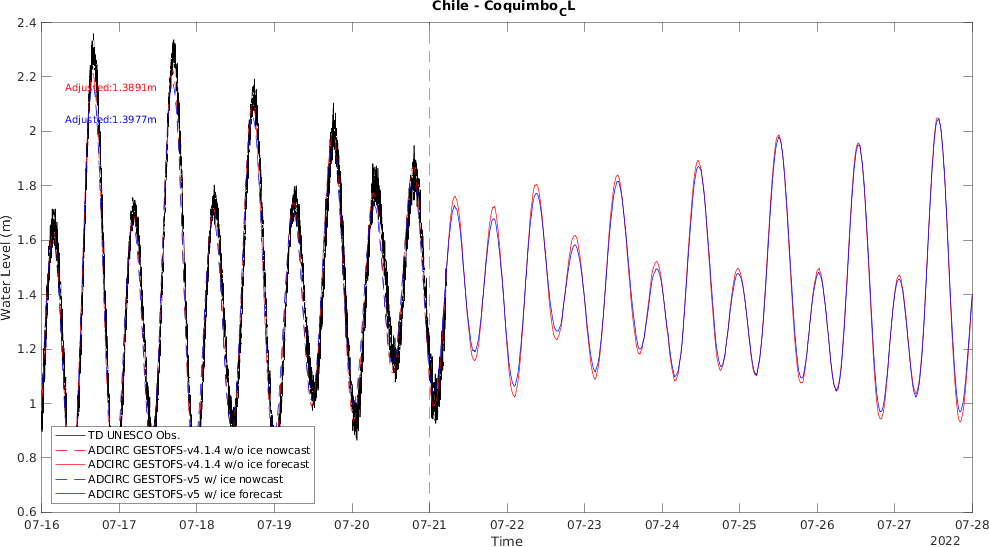 Chile - Coquimbo_CL
2.4
2.2
2
1.8
1.6
1.4
1.2
1
0.8
0.6
Water Level (m)
Adjusted:1.3891m
Adjusted:1.3977m
TD UNESCO Obs.
ADCIRC GESTOFS-v4.1.4 w/o ice nowcast
ADCIRC GESTOFS-v4.1.4 w/o ice forecast
ADCIRC GESTOFS-v5 w/ ice nowcast
ADCIRC GESTOFS-v5 w/ ice forecast
07-16 07-17 07-18 07-19 07-20 07-21 07-22 07-23 07-24 07-25 07-26 07-27 07-28
Time
2022